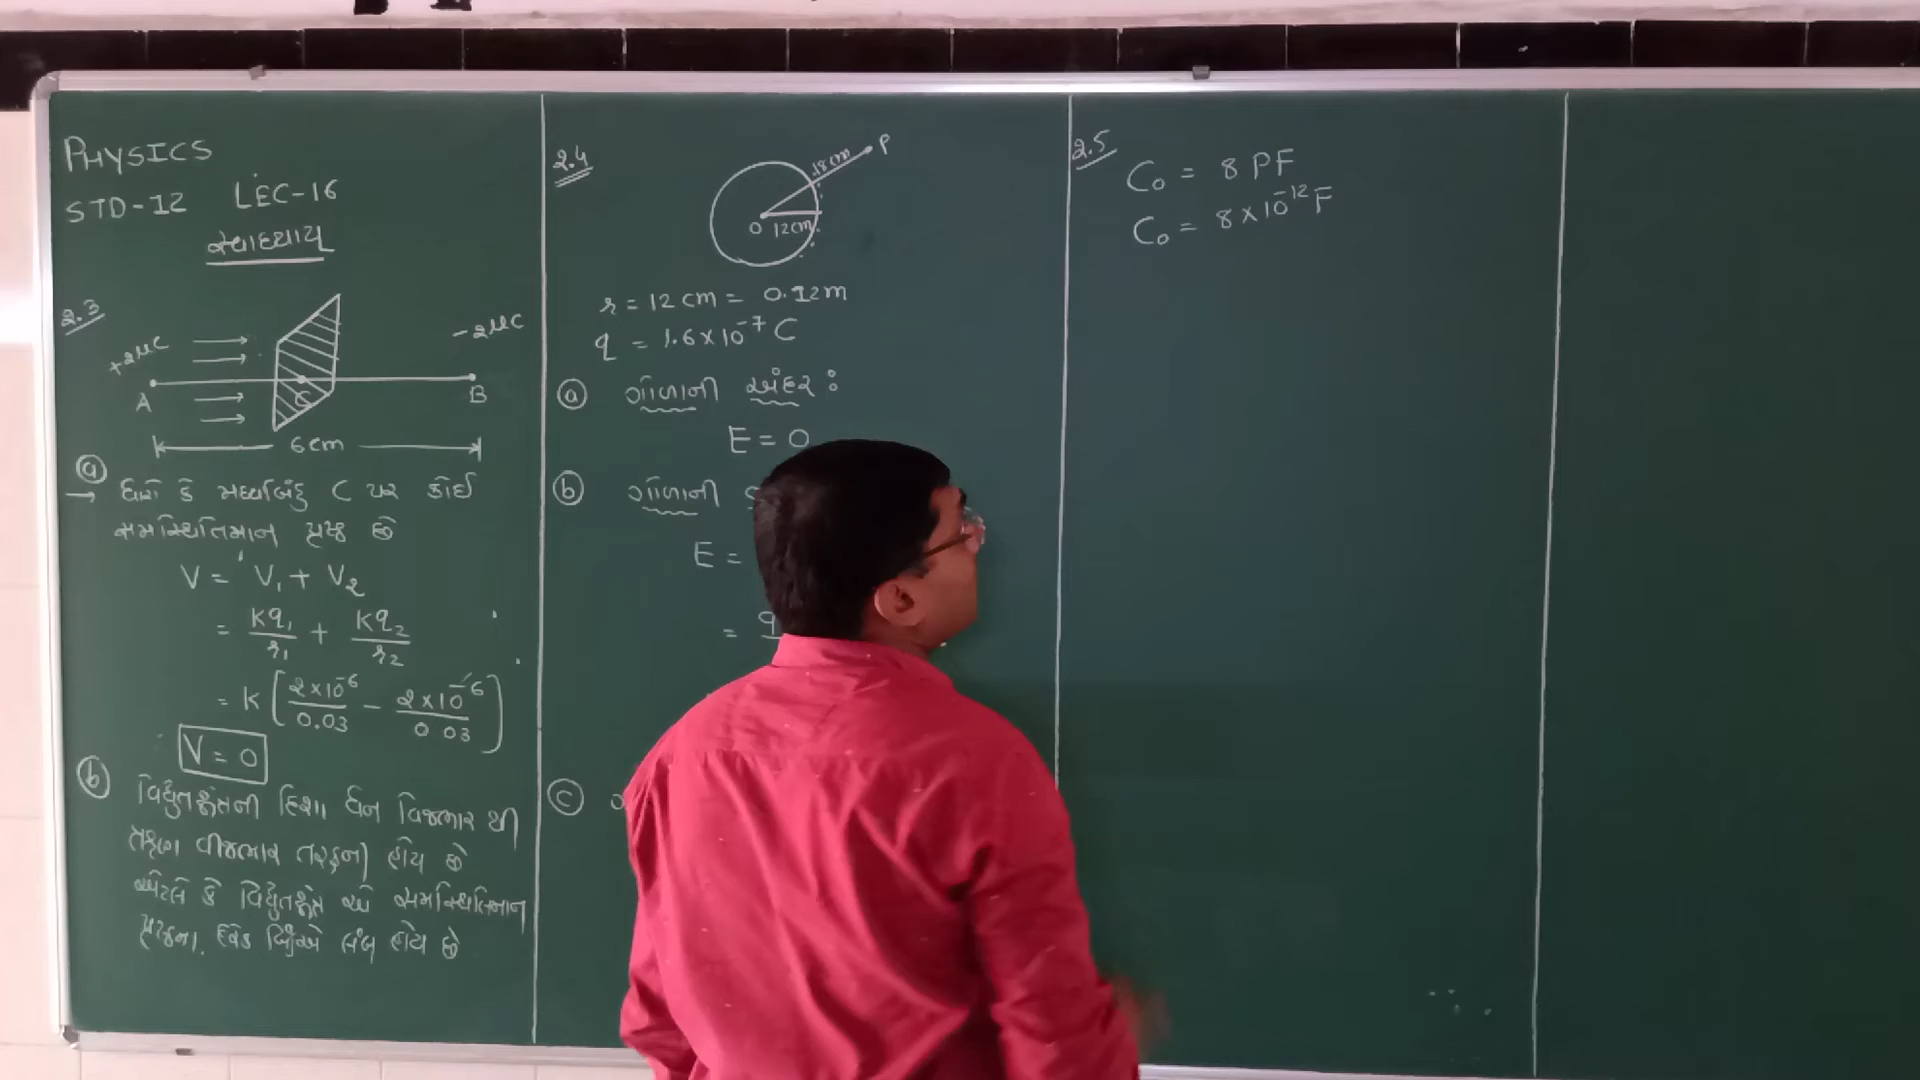 PHYSICS
STD-12 LEC-16
સ્વાધ્યાય
2.3
+2μC
-2μC
A
C
B
6cm
(a)
→ ધારો કે મધ્યબિંદુ C પર કોઈ
સમસ્થિતિમાન પૃષ્ઠ છે
V = V₁ + V₂
= kq₁/r₁ + kq₂/r₂
= k [2×10⁻⁶/0.03 - 2×10⁻⁶/0.03]
V = 0
(b) વિદ્યુતક્ષેત્રની દિશા ધન વિજભાર થી
ઋણ વીજભાર તરફની હોય છે
એટલે કે વિદ્યુતક્ષેત્ર એ સમસ્થિતિમાન
પૃષ્ઠના દરેક બિંદુએ લંબ હોય છે
2.4
18cm P
O 12cm
r = 12cm = 0.12m
q = 1.6×10⁻⁷ C
(a) ગોળાની અંદર :
E = 0
(b) ગોળાની
E =
= q
(c)
2.5
C₀ = 8 PF
C₀ = 8×10⁻¹² F